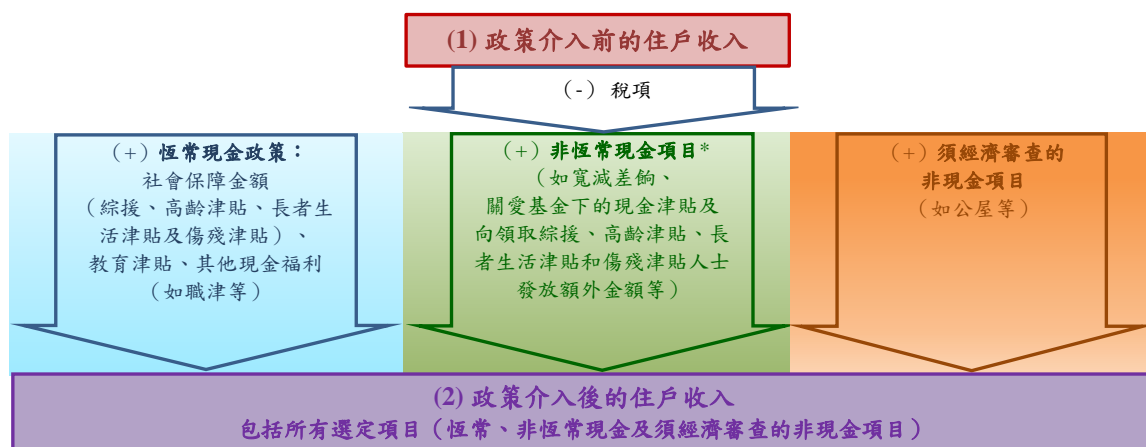 (1) 政策介入前的住戶收入
（-）稅項
（+）恆常現金政策：
社會保障金額
（綜援、高齡津貼、長者生
活津貼及傷殘津貼）、
教育津貼、其他現金福利
（如職津等）
（+）非恆常現金項目*
（如寬減差餉、
關愛基金下的現金津貼及
向領取綜援、高齡津貼、長
者生活津貼和傷殘津貼人士
發放額外金額等）
（+）須經濟審查的
非現金項目
（如公屋等）
(2) 政策介入後的住戶收入
包括所有選定項目（恆常、非恆常現金及須經濟審查的非現金項目）